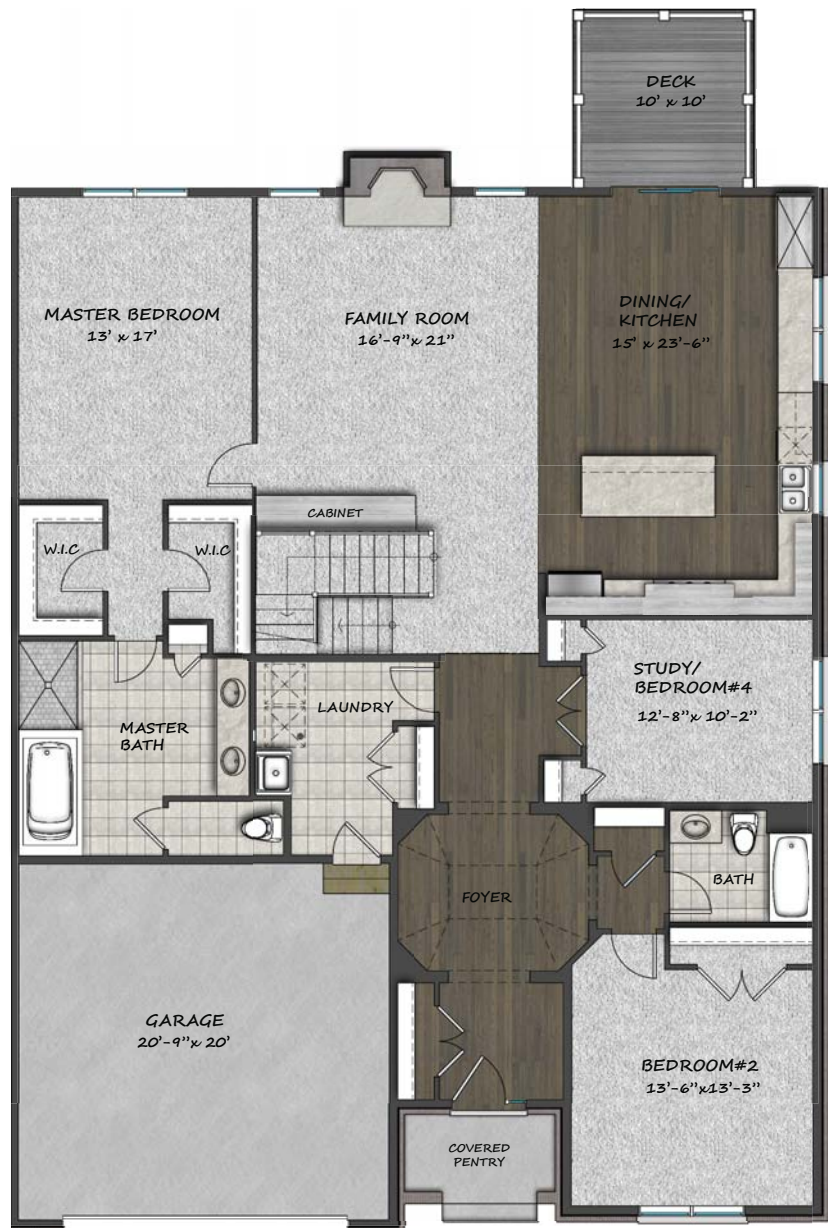 DECK
10' x 10'
MASTER BEDROOM
13' x 17'
FAMILY ROOM
16'-9"x 21"
DINING/
KITCHEN
15' x 23'-6"
CABINET
W.I.C
W.I.C
STUDY/
BEDROOM#4
12'-8"x 10'-2"
LAUNDRY
MASTER
BATH
BATH
FOYER
GARAGE
20'-9"x 20'
BEDROOM#2
13'-6"x13'-3"
COVERED
PENTRY